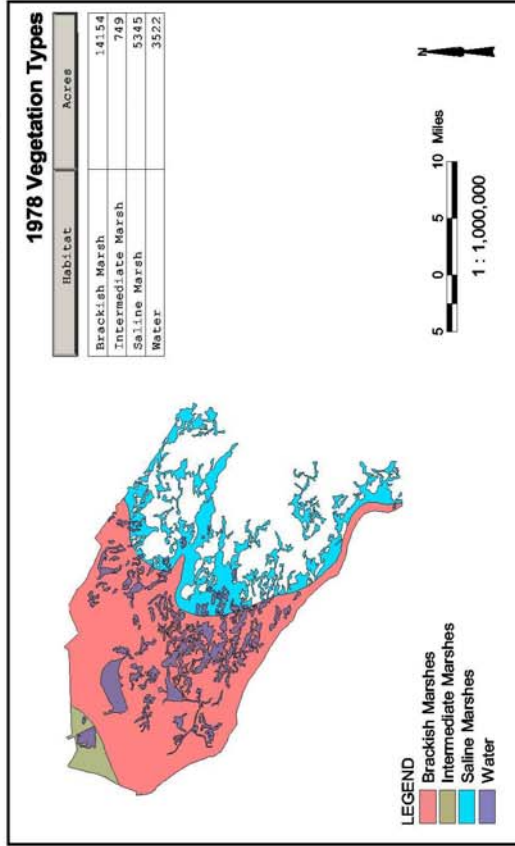 1978 Vegetation Types
Habitat Acres
Brackish Marsh 14154
Intermediate Marsh 749
Saline Marsh 5345
Water 3522
LEGEND
Brackish Marshes
Intermediate Marshes
Saline Marshes
Water
5 0 5 10 Miles
1 : 1,000,000
N